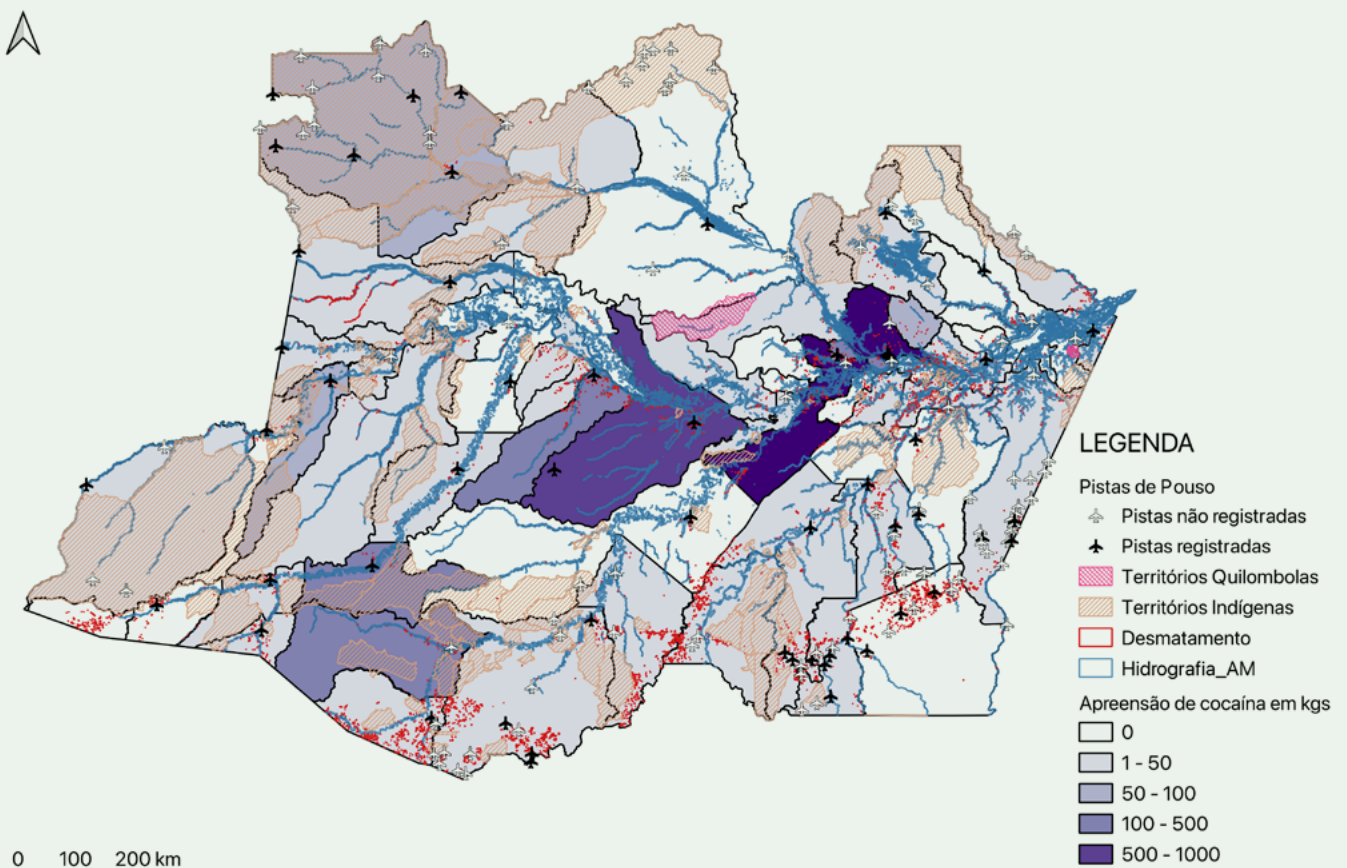 LEGENDA
Pistas de Pouso
Pistas não registradas
Pistas registradas
Territórios Quilombolas
Territórios Indígenas
Desmatamento
Hidrografia_AM
Apreensão de cocaína em kgs
0
1 - 50
50 - 100
100 - 500
500 - 1000
0 100 200 km